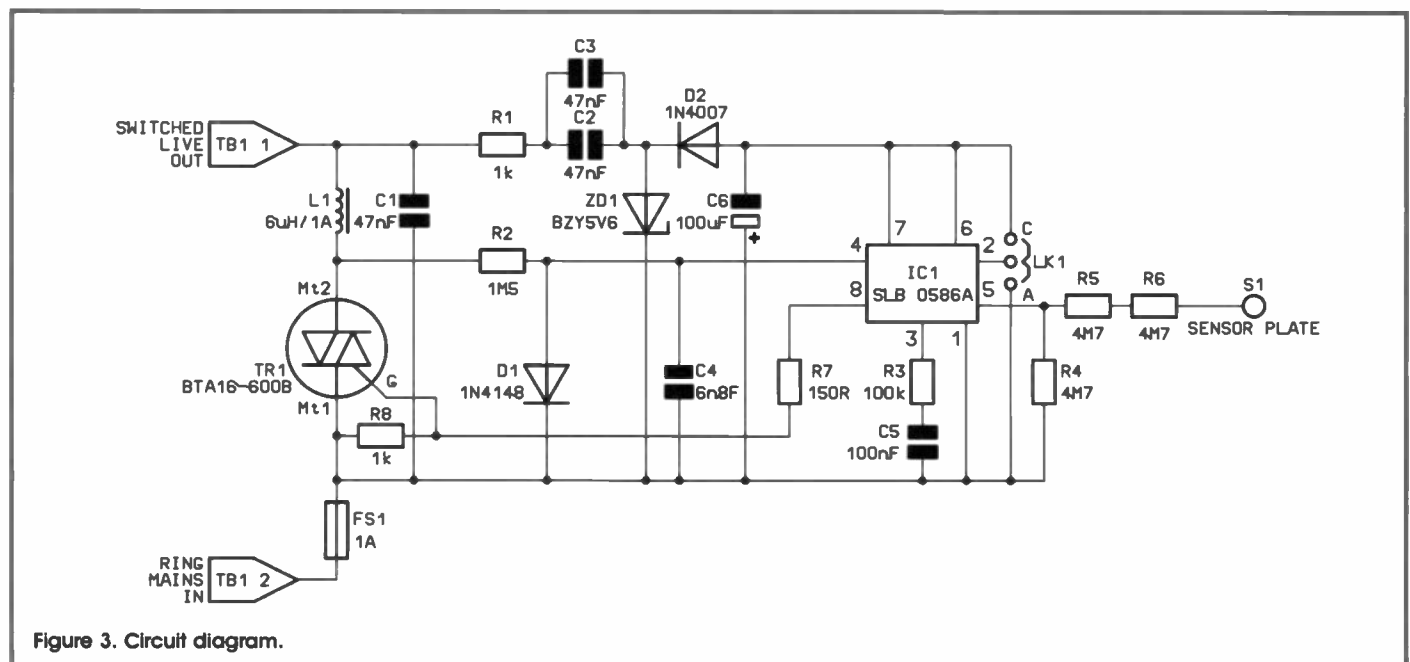 C3
47nF
C2
47nF
D2
1N4007
R1
1k
SWITCHED
LIVE
OUT
TB1 1
L1
6uH/1A
C1
47nF
ZD1
BZY5V6
C6
100uF
+
R2
1M5
4
7
6
2
C
LK1
A
IC1
SLB 0586A
8
5
3
1
R5
4M7
R6
4M7
S1
SENSOR PLATE
Mt2
TR1
BTA16-600B
G
Mt1
D1
1N4148
C4
6n8F
R7
150R
R3
100k
R4
4M7
R8
1k
C5
100nF
FS1
1A
RING
MAINS
IN
TB1 2
Figure 3. Circuit diagram.